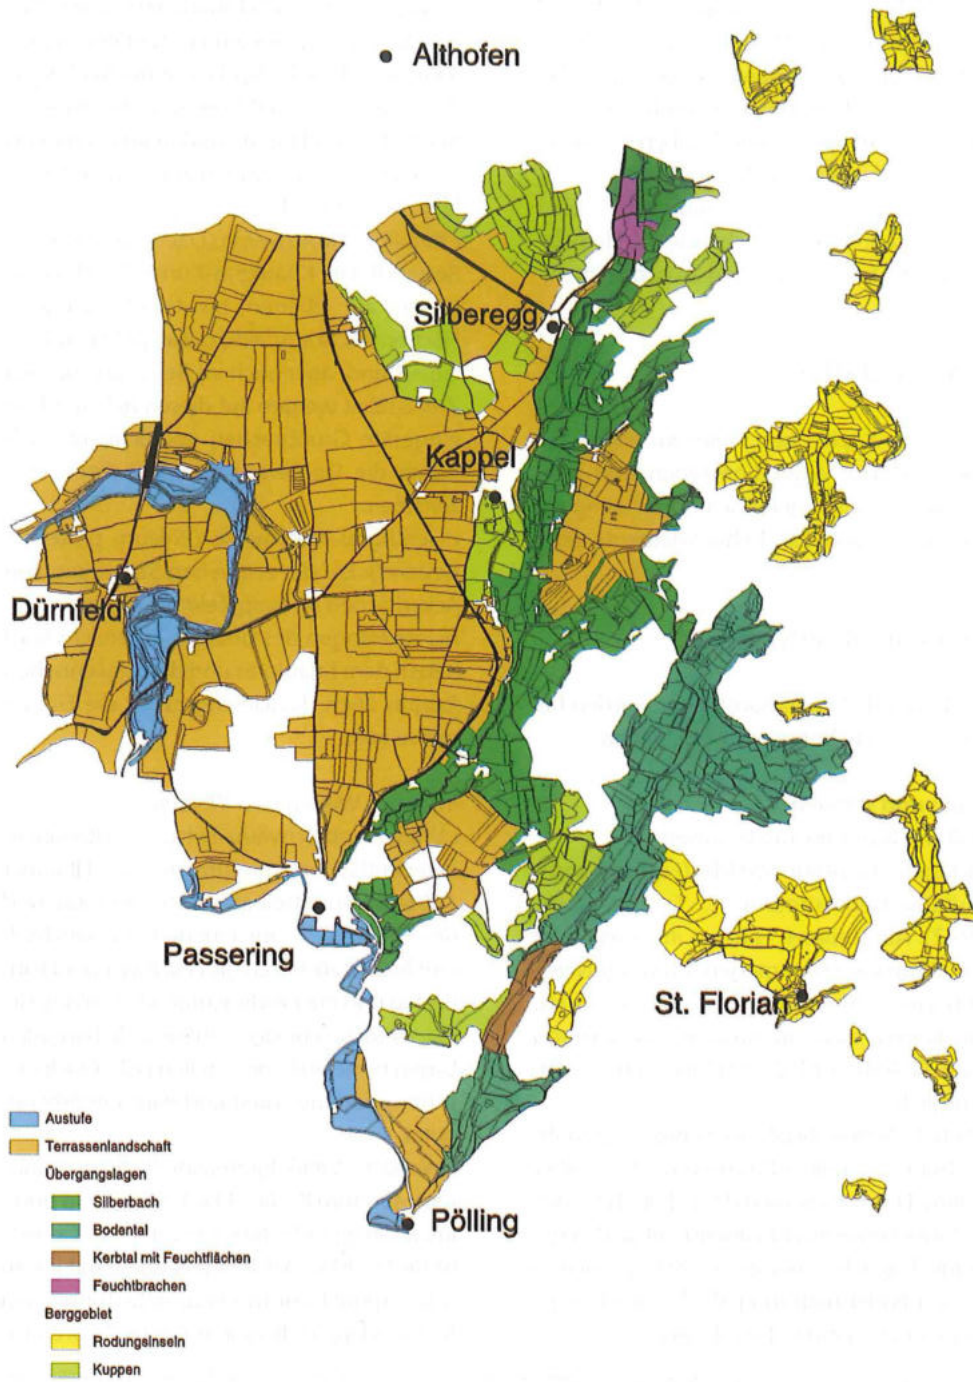 Althofen
Silberegg
Kappel
Dürnfeld
Passering
St. Florian
Pölling
Austufe
Terrassenlandschaft
Übergangslagen
Silberbach
Bodental
Kerbtal mit Feuchtflächen
Feuchtbrachen
Berggebiet
Rodungsinseln
Kuppen